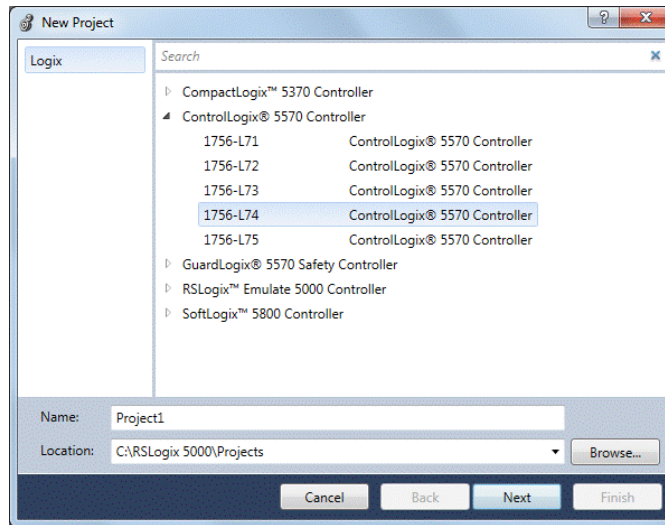 New Project
Logix
Search
CompactLogix™ 5370 Controller
ControlLogix® 5570 Controller
1756-L71 ControlLogix® 5570 Controller
1756-L72 ControlLogix® 5570 Controller
1756-L73 ControlLogix® 5570 Controller
1756-L74 ControlLogix® 5570 Controller
1756-L75 ControlLogix® 5570 Controller
GuardLogix® 5570 Safety Controller
RSLogix™ Emulate 5000 Controller
SoftLogix™ 5800 Controller
Name: Project1
Location: C:\RSLogix 5000\Projects Browse...
Cancel Back Next Finish